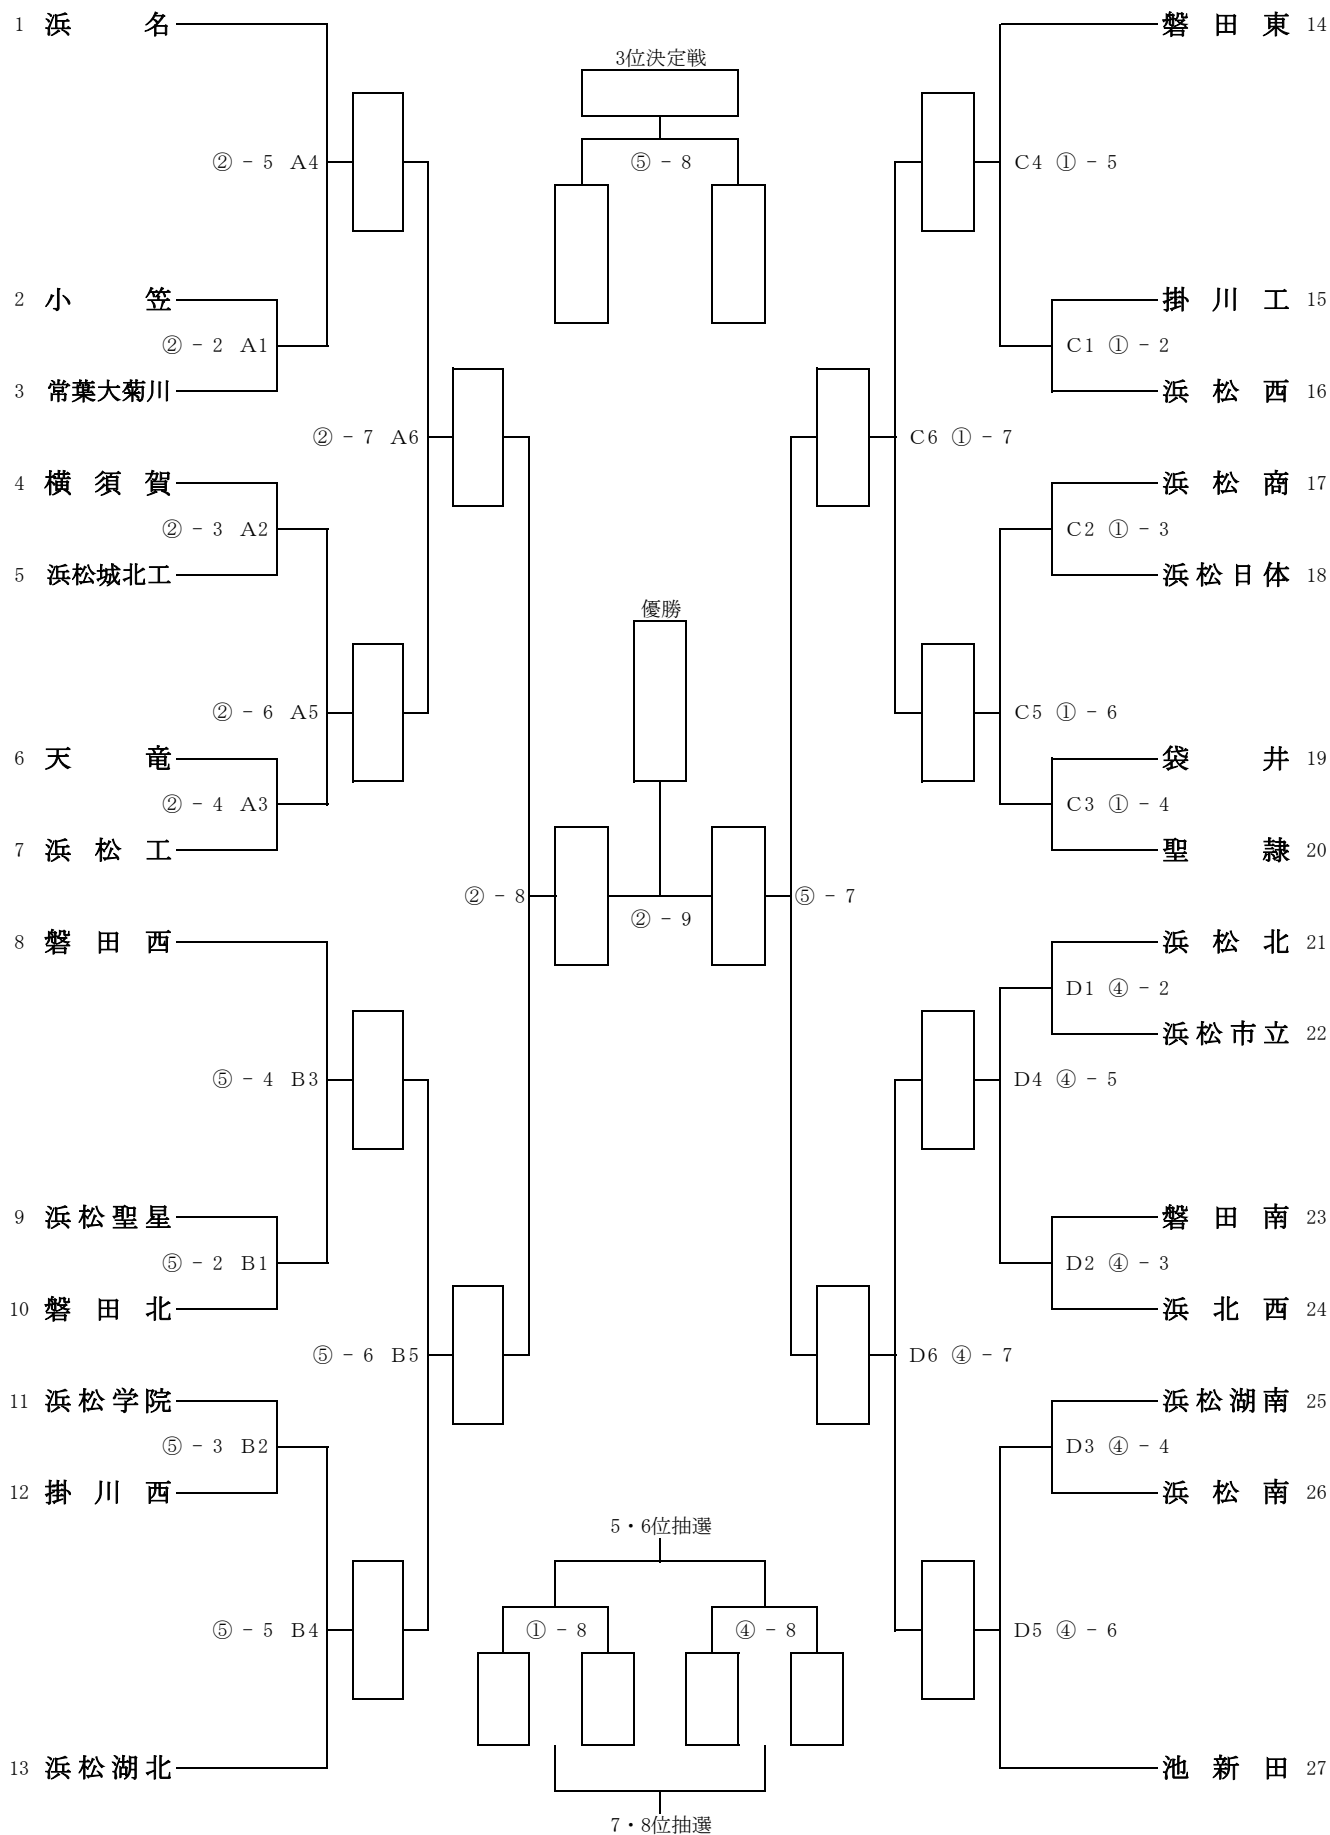 1 浜名
磐田東 14
3位決定戦
② - 5 A4
⑤ - 8
C4 ① - 5
2 小笠
掛川工 15
② - 2 A1
C1 ① - 2
3 常葉大菊川
浜松西 16
② - 7 A6
C6 ① - 7
4 横須賀
浜松商 17
② - 3 A2
C2 ① - 3
5 浜松城北工
浜松日体 18
優勝
② - 6 A5
C5 ① - 6
6 天竜
袋井 19
② - 4 A3
C3 ① - 4
7 浜松工
聖隷 20
② - 8
⑤ - 7
② - 9
8 磐田西
浜松北 21
D1 ④ - 2
浜松市立 22
⑤ - 4 B3
D4 ④ - 5
9 浜松聖星
磐田南 23
⑤ - 2 B1
D2 ④ - 3
10 磐田北
浜北西 24
⑤ - 6 B5
D6 ④ - 7
11 浜松学院
浜松湖南 25
⑤ - 3 B2
D3 ④ - 4
12 掛川西
浜松南 26
5・6位抽選
⑤ - 5 B4
① - 8
④ - 8
D5 ④ - 6
13 浜松湖北
池新田 27
7・8位抽選